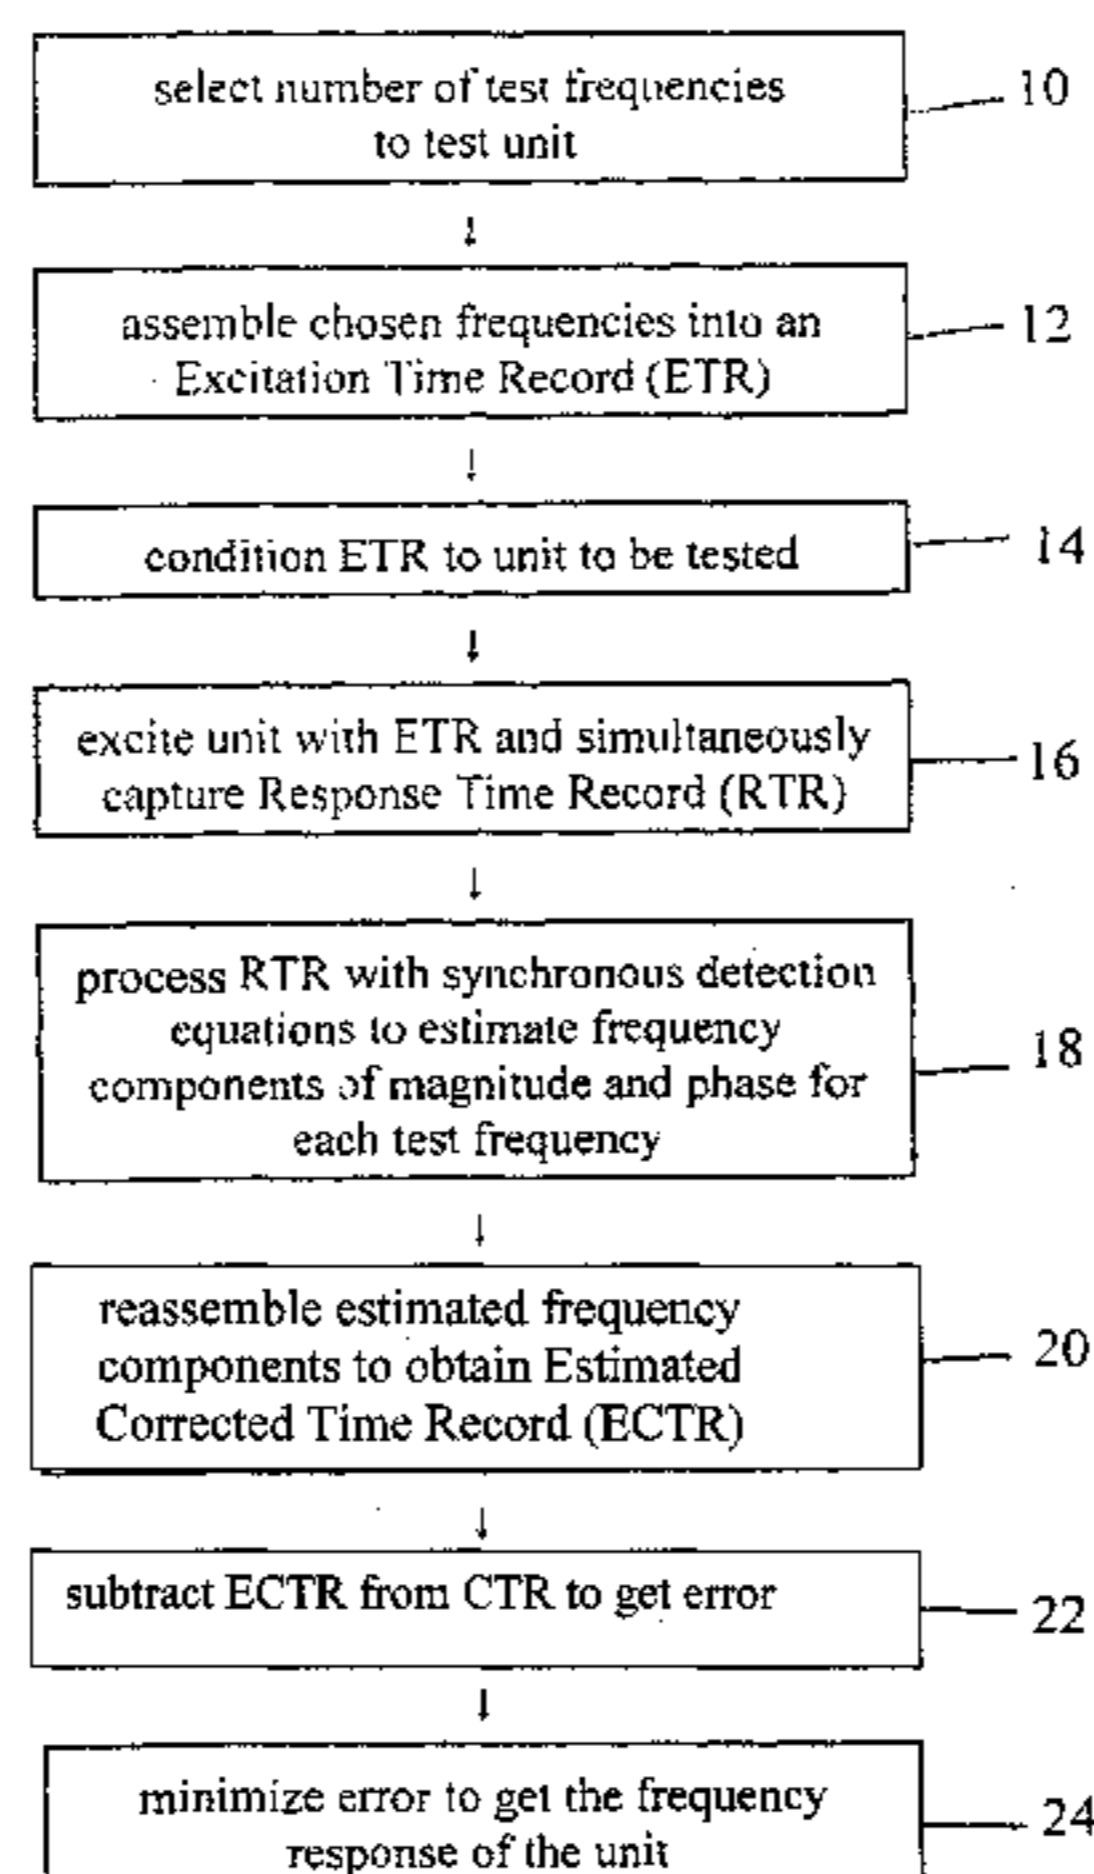 select number of test frequencies
to test unit
10
assemble chosen frequencies into an
Excitation Time Record (ETR)
12
condition ETR to unit to be tested
14
excite unit with ETR and simultaneously
capture Response Time Record (RTR)
16
process RTR with synchronous detection
equations to estimate frequency
components of magnitude and phase for
each test frequency
18
reassemble estimated frequency
components to obtain Estimated
Corrected Time Record (ECTR)
20
subtract ECTR from CTR to get error
22
minimize error to get the frequency
response of the unit
24